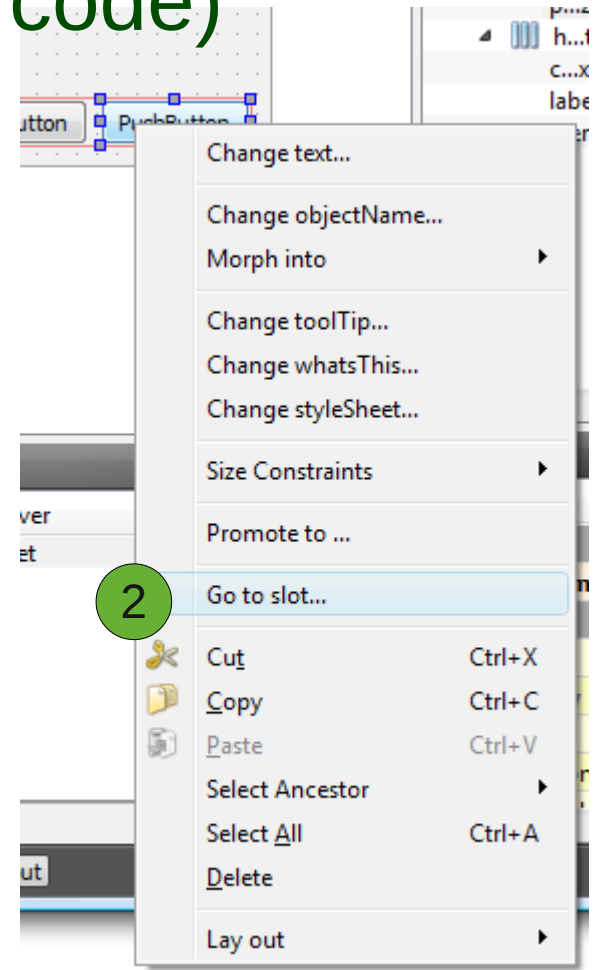 code)
h...t
c...x
labe
utton
PushButton
Change text...
Change objectName...
Morph into
Change toolTip...
Change whatsThis...
Change styleSheet...
Size Constraints
ver
Promote to ...
et
2
Go to slot...
Cut Ctrl+X
Copy Ctrl+C
Paste Ctrl+V
Select Ancestor
Select All Ctrl+A
ut
Delete
Lay out